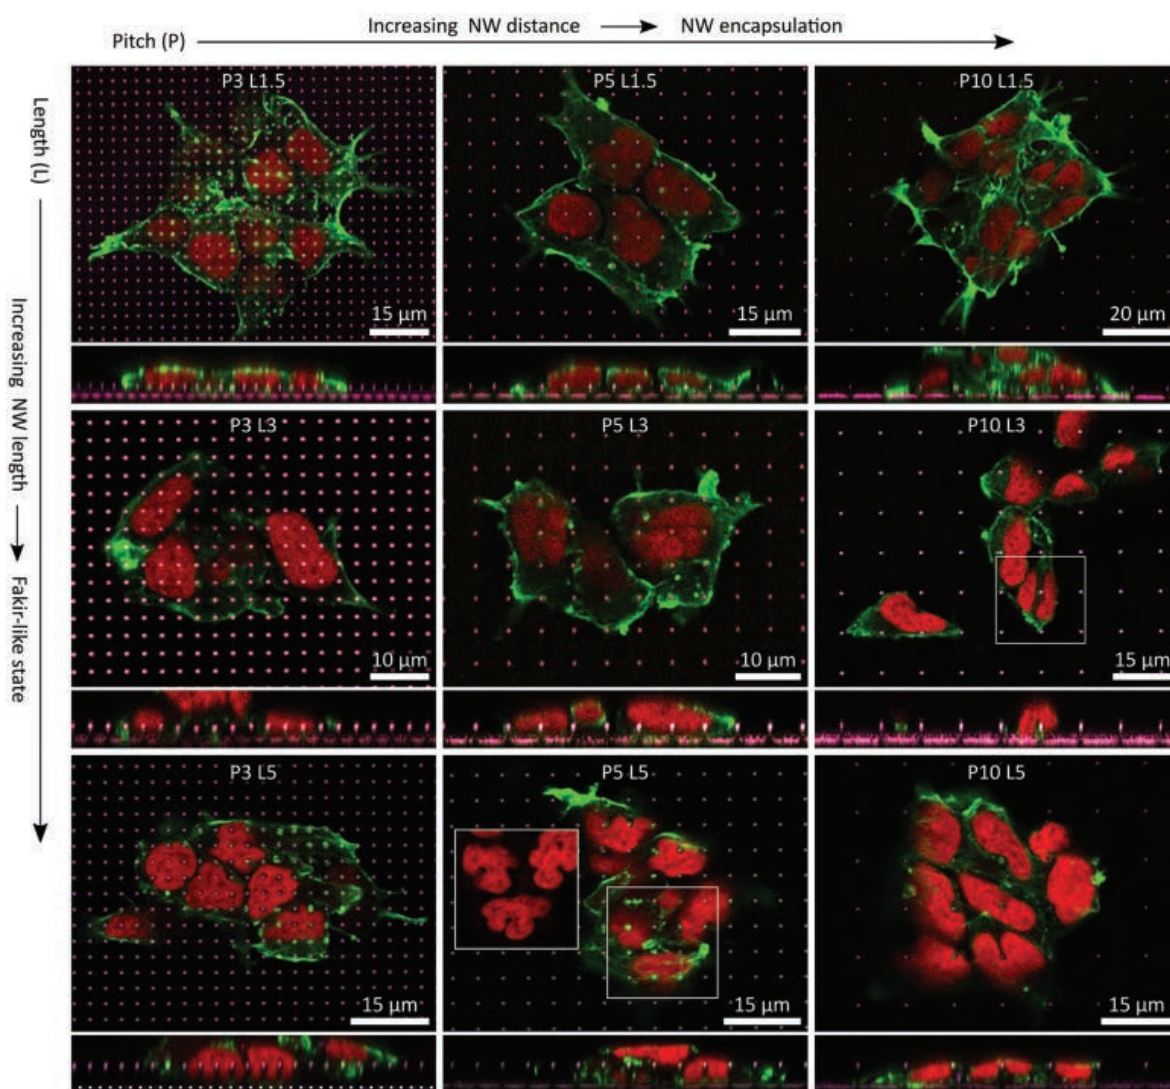 Increasing NW distance → NW encapsulation
Pitch (P)
Length (L)
Increasing NW length → Fakir-like state
P3 L1.5
15 µm
P5 L1.5
15 µm
P10 L1.5
20 µm
P3 L3
10 µm
P5 L3
10 µm
P10 L3
15 µm
P3 L5
15 µm
P5 L5
15 µm
P10 L5
15 µm